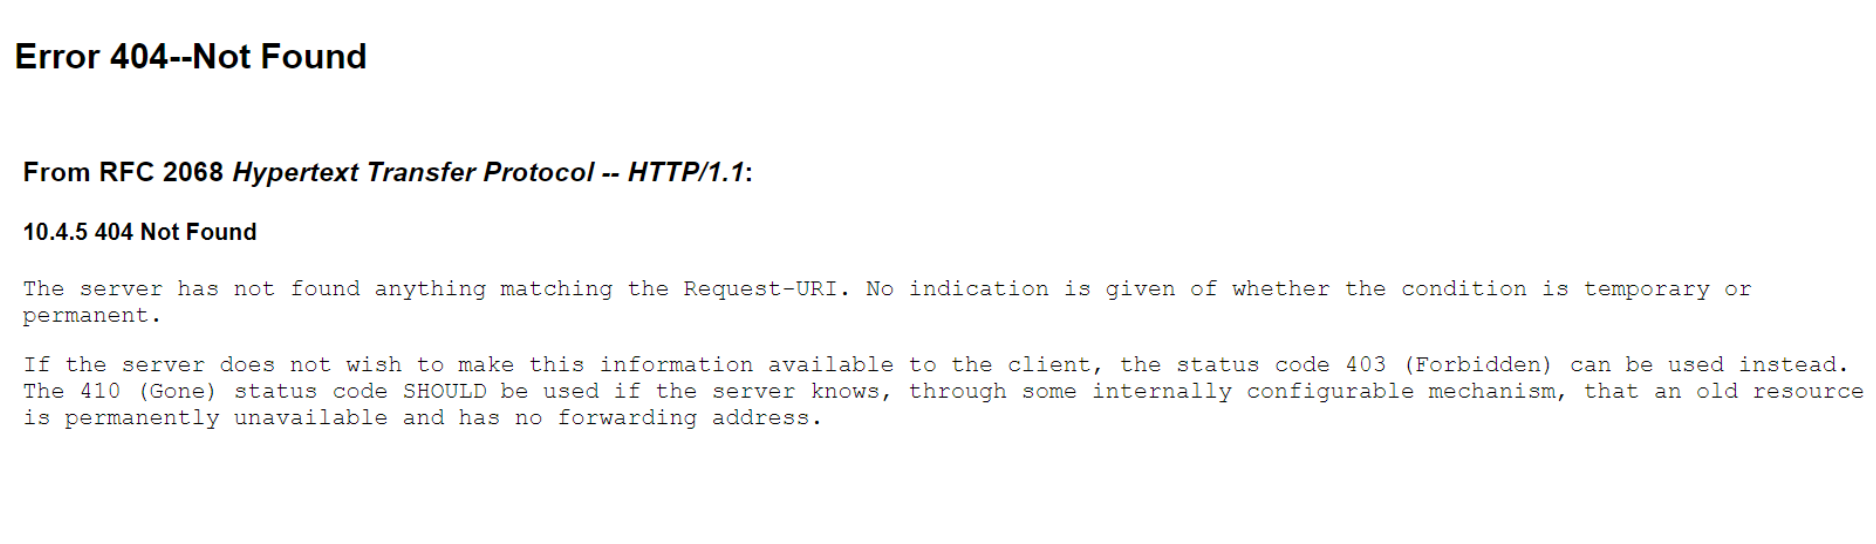 Error 404--Not Found
From RFC 2068 Hypertext Transfer Protocol -- HTTP/1.1:
10.4.5 404 Not Found
The server has not found anything matching the Request-URI. No indication is given of whether the condition is temporary or
permanent.
If the server does not wish to make this information available to the client, the status code 403 (Forbidden) can be used instead.
The 410 (Gone) status code SHOULD be used if the server knows, through some internally configurable mechanism, that an old resource
is permanently unavailable and has no forwarding address.